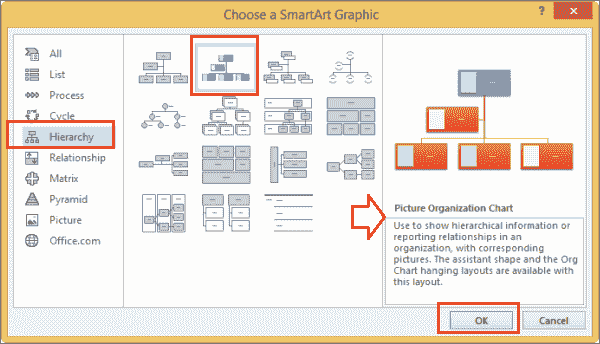 Choose a SmartArt Graphic
?
All
List
Process
Cycle
Hierarchy
Relationship
Matrix
Pyramid
Picture
Office.com
Picture Organization Chart
Use to show hierarchical information or
reporting relationships in an
organization, with corresponding
pictures. The assistant shape and the Org
Chart hanging layouts are available with
this layout.
OK
Cancel